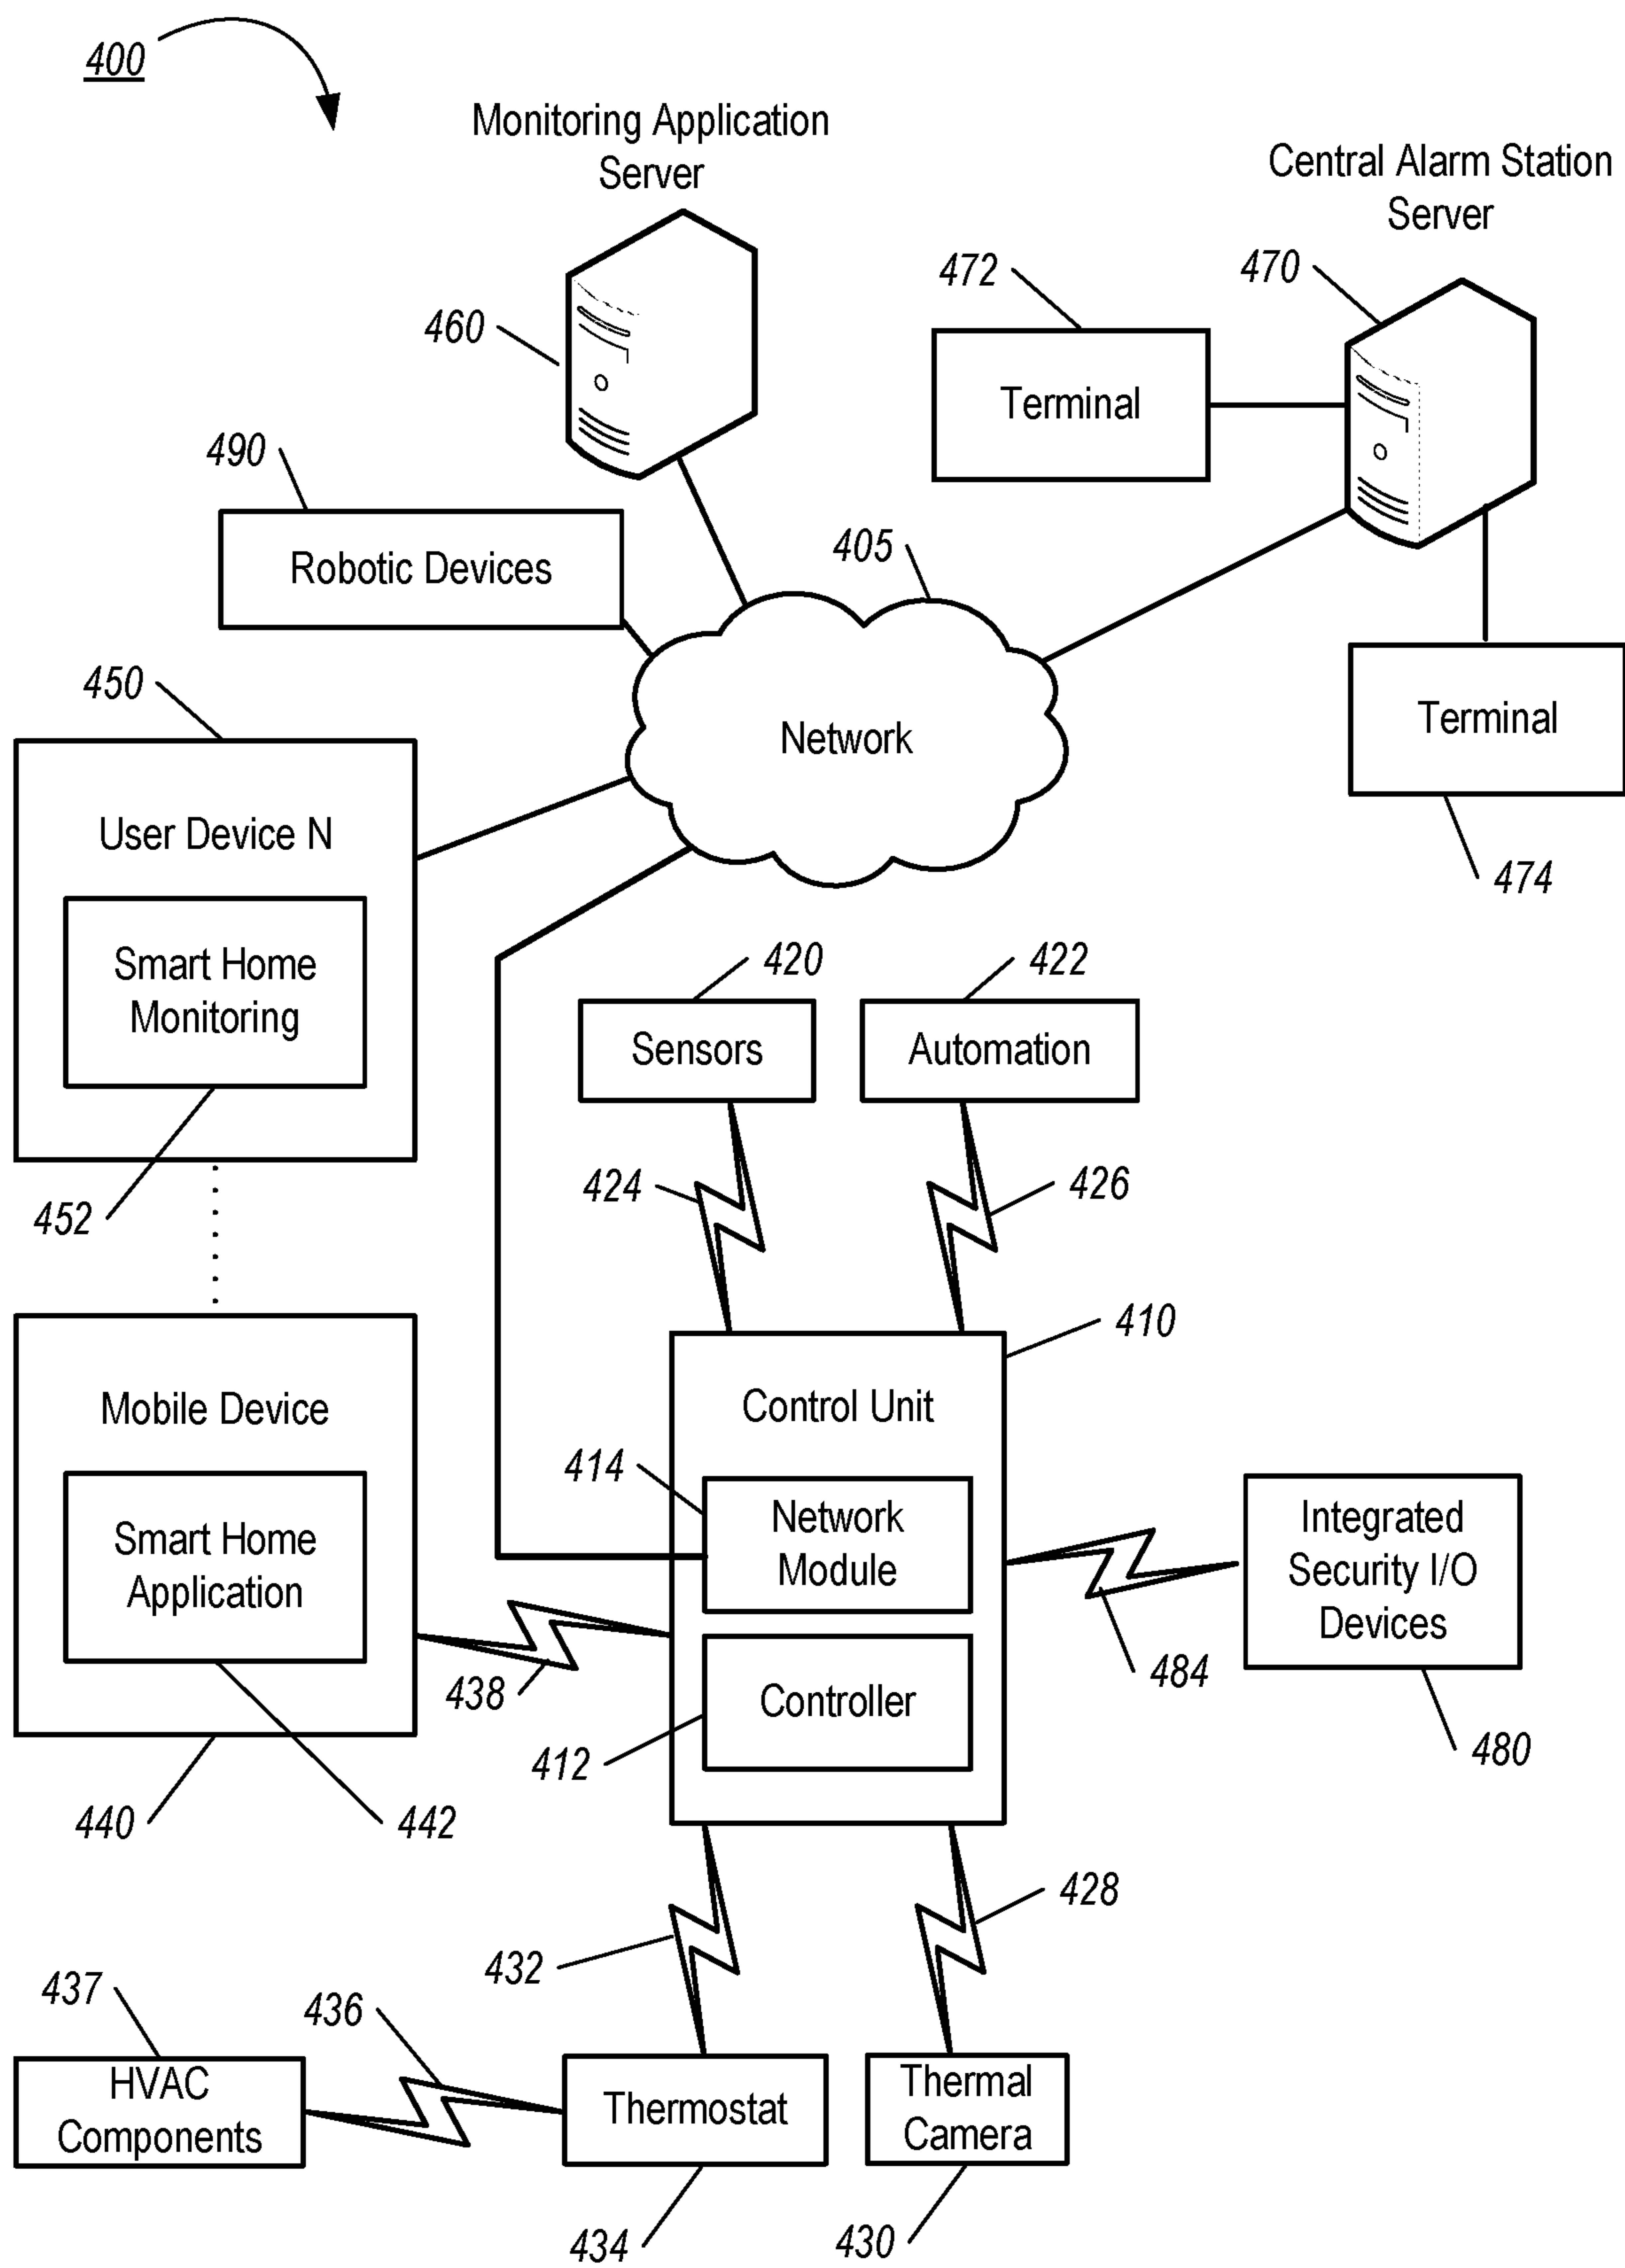 400
Monitoring Application
Server
Central Alarm Station
Server
472
470
460
Terminal
490
405
Robotic Devices
450
Network
Terminal
User Device N
474
Smart Home
Monitoring
420
422
Sensors
Automation
452
424
426
410
Mobile Device
Control Unit
414
Smart Home
Application
Network
Module
Integrated
Security I/O
Devices
438
484
Controller
412
480
440
442
428
432
437
436
HVAC
Components
Thermostat
Thermal
Camera
434
430